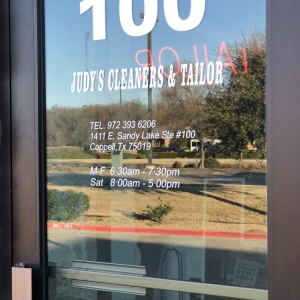 100
JUDY'S CLEANERS & TAILOR
TEL. 972 393 6206
1411 E. Sandy Lake Ste #100
Coppell, Tx 75019
M-F 6:30am - 7:30pm
Sat 8:00am - 5:00pm